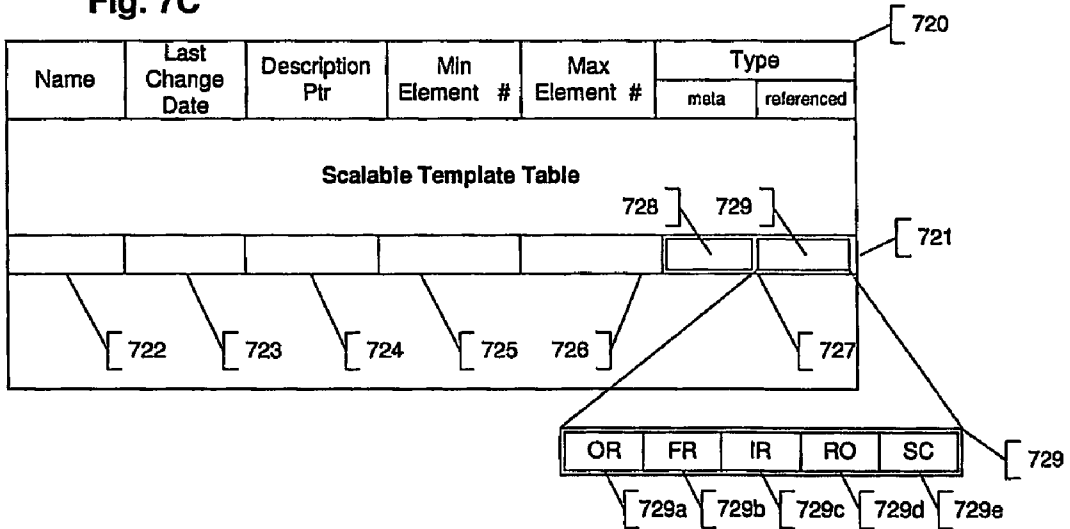 Fig. 7C
720
Name
Last
Change
Date
Description
Ptr
Min
Element #
Max
Element #
Type
meta
referenced
Scalable Template Table
728
729
721
722
723
724
725
726
727
OR FR IR RO SC
729
729a 729b 729c 729d 729e